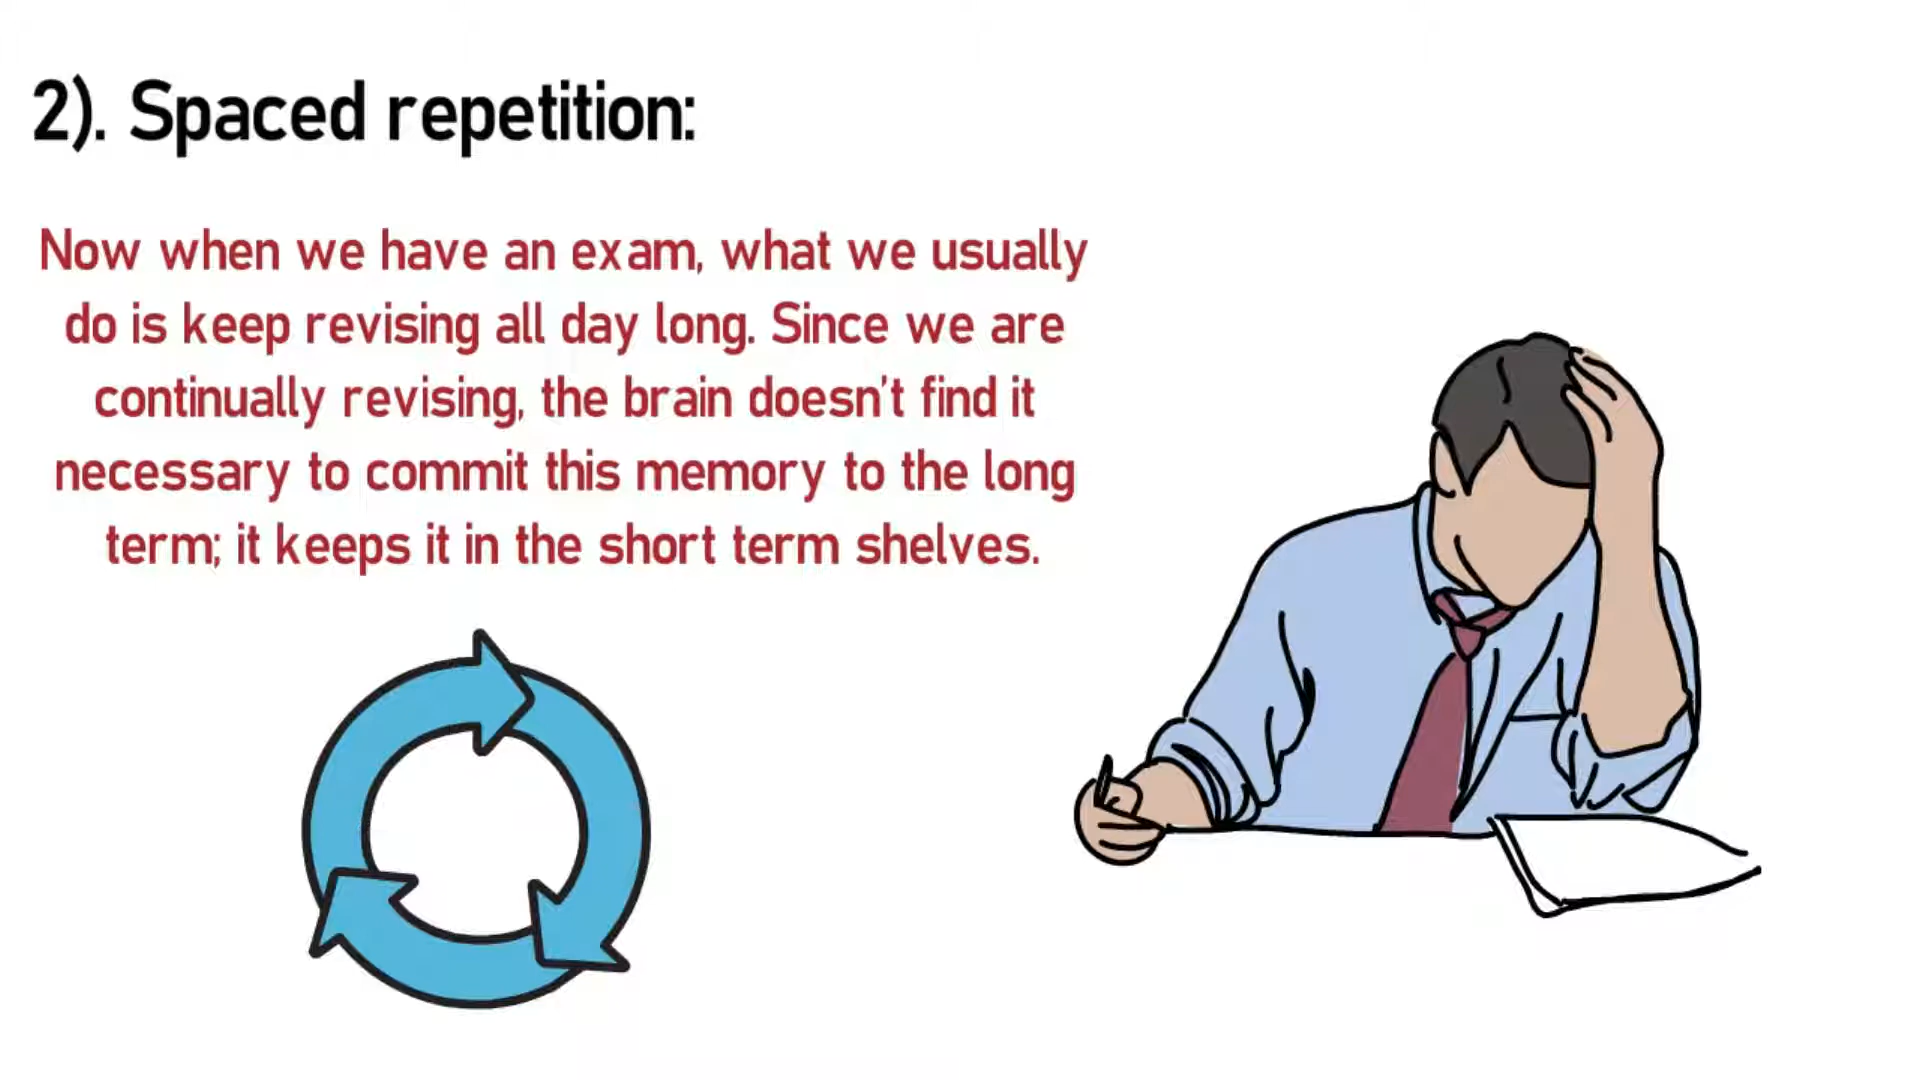 2). Spaced repetition:
Now when we have an exam, what we usually
do is keep revising all day long. Since we are
continually revising, the brain doesn't find it
necessary to commit this memory to the long
term; it keeps it in the short term shelves.